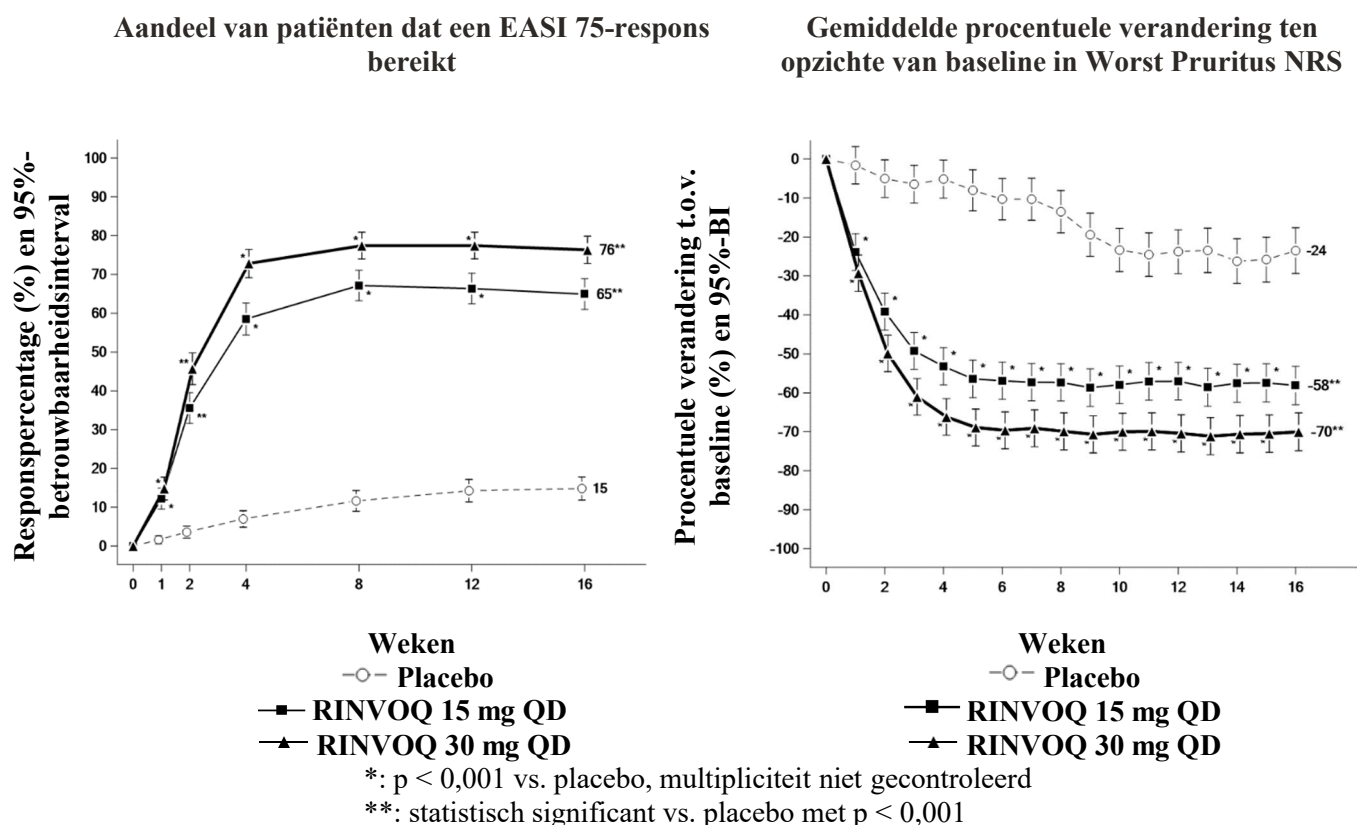 Aandeel van patiënten dat een EASI 75-respons
bereikt
Responspercentage (%) en 95%-
betrouwbaarheidsinterval
100
90
80
70
60
50
40
30
20
10
0
76**
65**
15
0 1 2 4 8 12 16
Weken
Placebo
RINVOQ 15 mg QD
RINVOQ 30 mg QD
Gemiddelde procentuele verandering ten
opzichte van baseline in Worst Pruritus NRS
Procentuele verandering t.o.v.
baseline (%) en 95%-BI
0
-10
-20
-30
-40
-50
-60
-70
-80
-90
-100
-24
-58**
-70**
0 2 4 6 8 10 12 14 16
Weken
Placebo
RINVOQ 15 mg QD
RINVOQ 30 mg QD
*: p < 0,001 vs. placebo, multipliciteit niet gecontroleerd
**: statistisch significant vs. placebo met p < 0,001